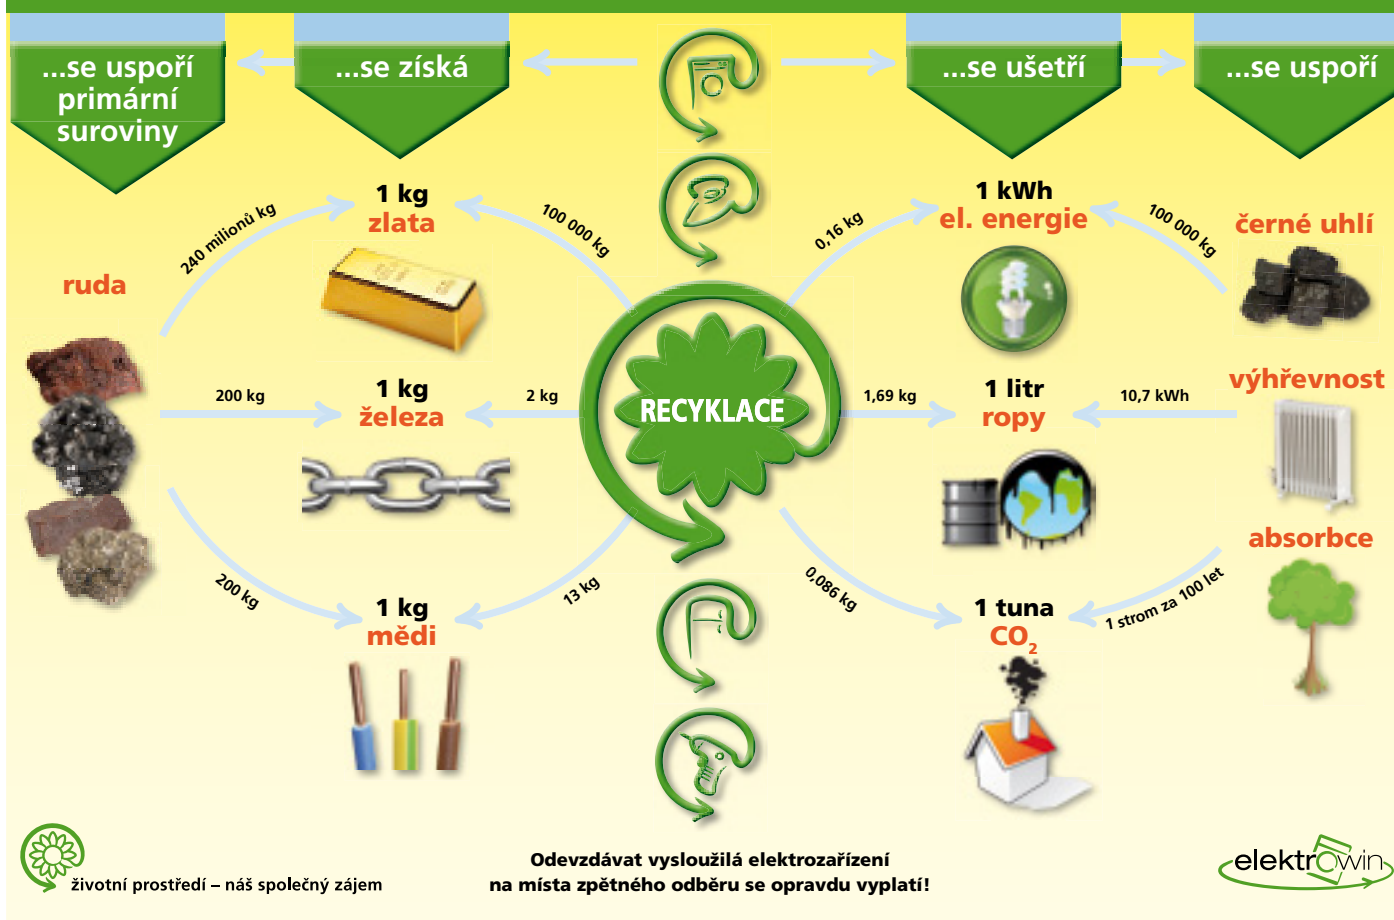 ...se uspoří
primární
suroviny
...se získá
...se ušetří
...se uspoří
1 kg
zlata
240 milionů kg
100 000 kg
1 kWh
el. energie
0,16 kg
100 000 kg
černé uhlí
ruda
1 kg
železa
200 kg
2 kg
RECYKLACE
1,69 kg
1 litr
ropy
10,7 kWh
výhřevnost
absorbce
200 kg
1 kg
mědi
13 kg
0,086 kg
1 tuna
CO2
1 strom za 100 let
životní prostředí – náš společný zájem
Odevzdávat vysloužilá elektrozařízení
na místa zpětného odběru se opravdu vyplatí!
elektrowin